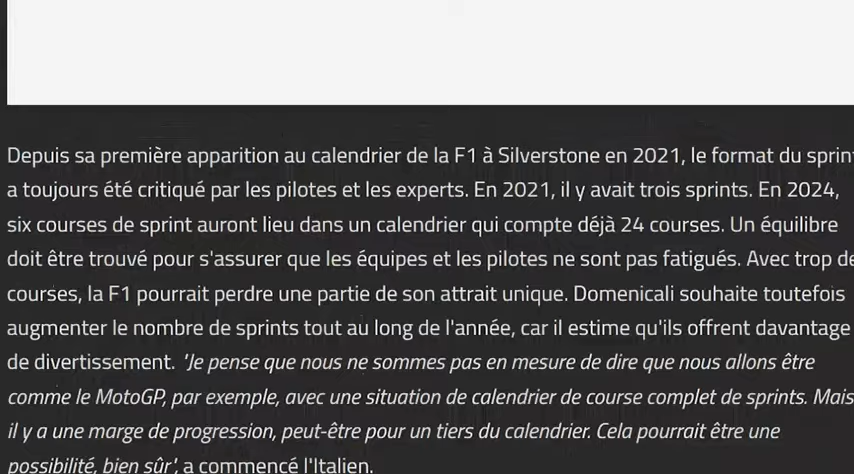 Depuis sa première apparition au calendrier de la F1 à Silverstone en 2021, le format du sprint
a toujours été critiqué par les pilotes et les experts. En 2021, il y avait trois sprints. En 2024,
six courses de sprint auront lieu dans un calendrier qui compte déjà 24 courses. Un équilibre
doit être trouvé pour s'assurer que les équipes et les pilotes ne sont pas fatigués. Avec trop de
courses, la F1 pourrait perdre une partie de son attrait unique. Domenicali souhaite toutefois
augmenter le nombre de sprints tout au long de l'année, car il estime qu'ils offrent davantage
de divertissement. "Je pense que nous ne sommes pas en mesure de dire que nous allons être
comme le MotoGP, par exemple, avec une situation de calendrier de course complet de sprints. Mais
il y a une marge de progression, peut-être pour un tiers du calendrier. Cela pourrait être une
possibilité, bien sûr", a commencé l'Italien.